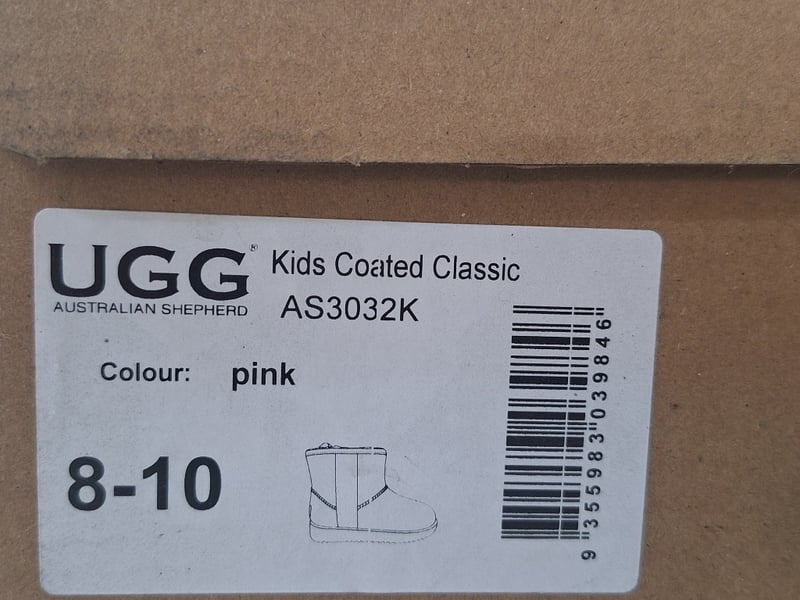 UGG®
AUSTRALIAN SHEPHERD
Kids Coated Classic
AS3032K
Colour: pink
8-10
9"355983"039846"